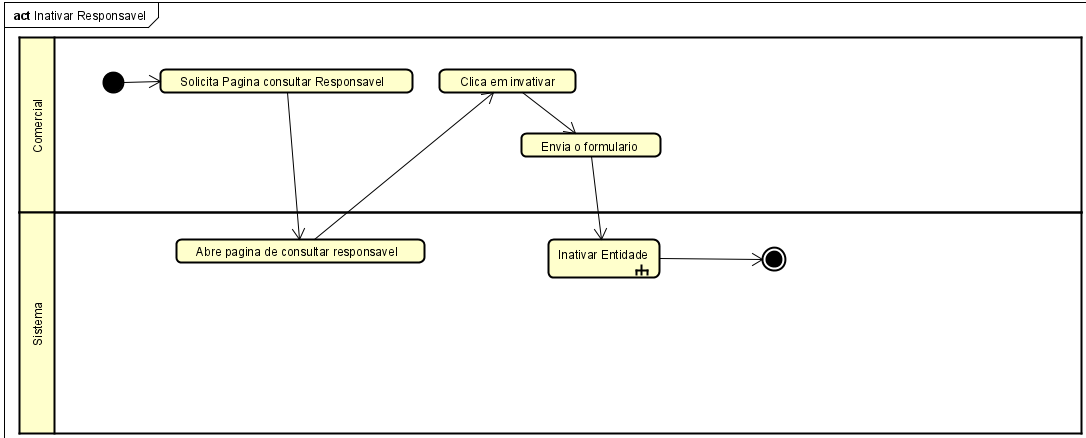 act Inativar Responsavel
Comercial
Solicita Pagina consultar Responsavel
Clica em invativar
Envia o formulario
Sistema
Abre pagina de consultar responsavel
Inativar Entidade